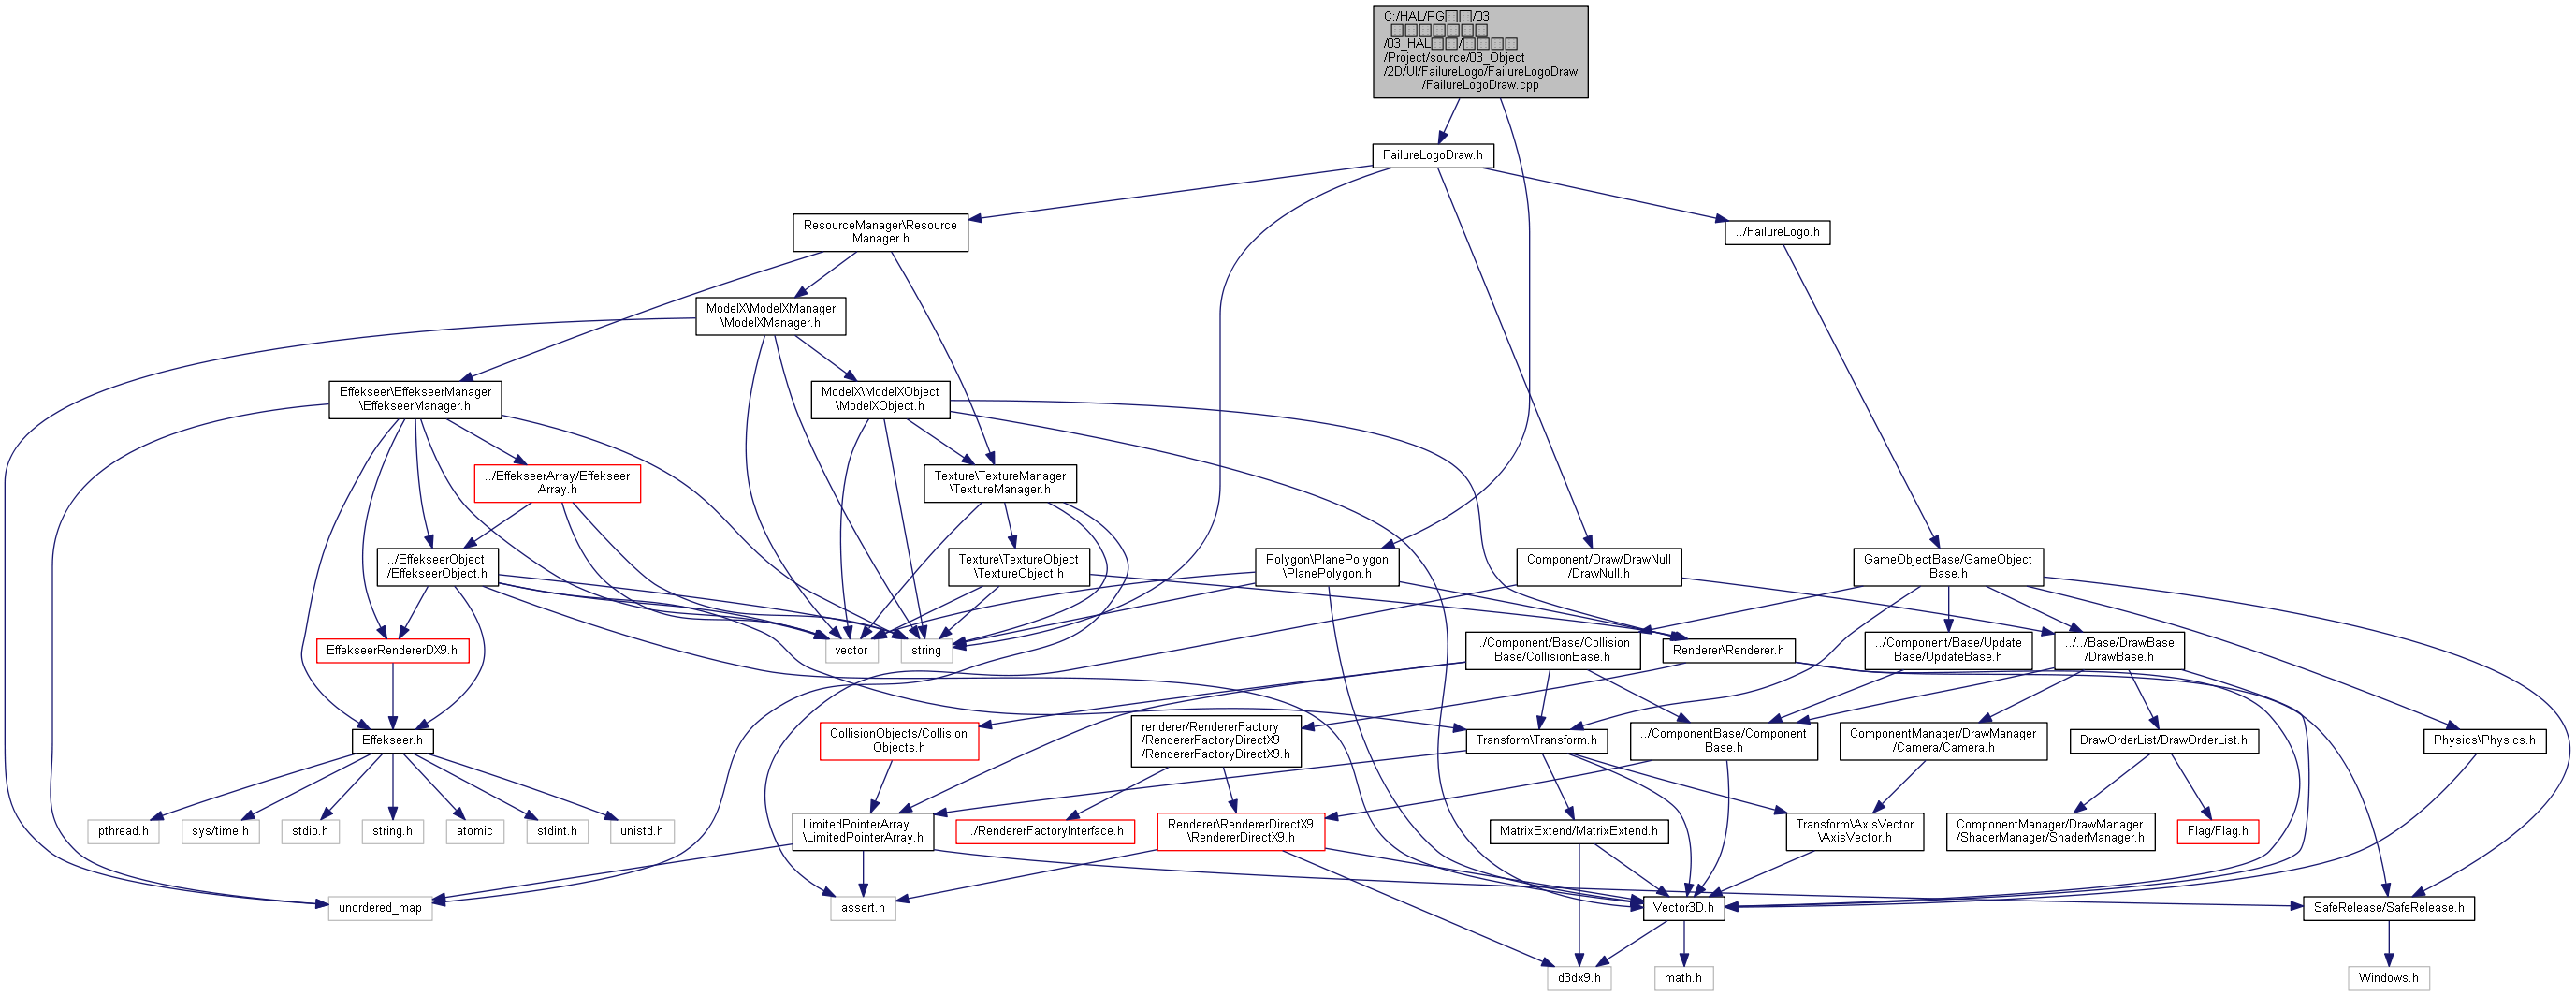 C:/HAL/PG□□/03
_□□□□□□□
/03_HAL□□/□□□□
/Project/source/03_Object
/2D/UI/FailureLogo/FailureLogoDraw
/FailureLogoDraw.cpp
FailureLogoDraw.h
ResourceManager\Resource
Manager.h
../FailureLogo.h
ModelX\ModelXManager
\ModelXManager.h
Effekseer\EffekseerManager
\EffekseerManager.h
ModelX\ModelXObject
\ModelXObject.h
../EffekseerArray/Effekseer
Array.h
Texture\TextureManager
\TextureManager.h
../EffekseerObject
/EffekseerObject.h
Texture\TextureObject
\TextureObject.h
Polygon\PlanePolygon
\PlanePolygon.h
Component/Draw/DrawNull
/DrawNull.h
GameObjectBase/GameObject
Base.h
EffekseerRendererDX9.h
vector
string
../Component/Base/Collision
Base/CollisionBase.h
Renderer\Renderer.h
../Component/Base/Update
Base/UpdateBase.h
../../Base/DrawBase
/DrawBase.h
Effekseer.h
CollisionObjects/Collision
Objects.h
renderer/RendererFactory
/RendererFactoryDirectX9
/RendererFactoryDirectX9.h
Transform\Transform.h
../ComponentBase/Component
Base.h
ComponentManager/DrawManager
/Camera/Camera.h
DrawOrderList/DrawOrderList.h
Physics\Physics.h
pthread.h
sys/time.h
stdio.h
string.h
atomic
stdint.h
unistd.h
LimitedPointerArray
\LimitedPointerArray.h
../RendererFactoryInterface.h
Renderer\RendererDirectX9
\RendererDirectX9.h
MatrixExtend/MatrixExtend.h
Transform\AxisVector
\AxisVector.h
ComponentManager/DrawManager
/ShaderManager/ShaderManager.h
Flag/Flag.h
unordered_map
assert.h
Vector3D.h
SafeRelease/SafeRelease.h
d3dx9.h
math.h
Windows.h